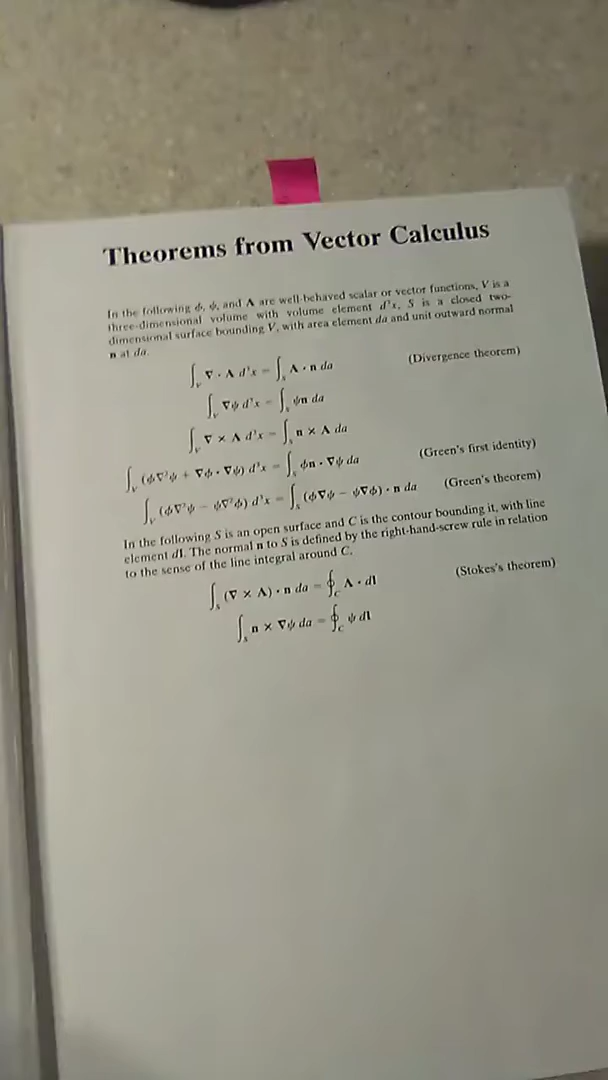 Theorems from Vector Calculus
In the following ϕ, ψ, and A are well-behaved scalar or vector functions, V is a
three-dimensional volume with volume element d³x, S is a closed two-
dimensional surface bounding V, with area element da and unit outward normal
n at da.
∫_V ∇ · A d³x = ∫_S A · n da (Divergence theorem)
∫_V ∇ψ d³x = ∫_S ψn da
∫_V ∇ × A d³x = ∫_S n × A da
∫_V (ϕ∇²ψ + ∇ϕ · ∇ψ) d³x = ∫_S ϕn · ∇ψ da (Green's first identity)
∫_V (ϕ∇²ψ − ψ∇²ϕ) d³x = ∫_S (ϕ∇ψ − ψ∇ϕ) · n da (Green's theorem)
In the following S is an open surface and C is the contour bounding it, with line
element dl. The normal n to S is defined by the right-hand-screw rule in relation
to the sense of the line integral around C.
∫_S (∇ × A) · n da = ∮_C A · dl (Stokes's theorem)
∫_S n × ∇ψ da = ∮_C ψ dl